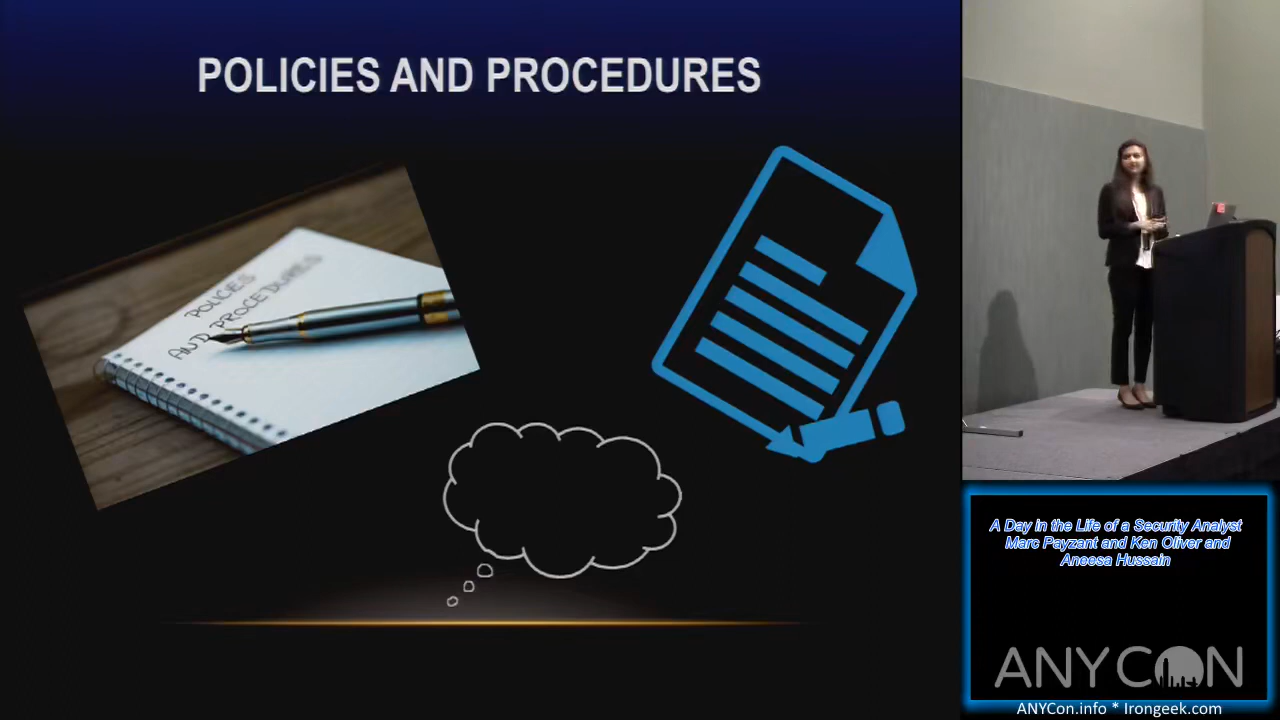 POLICIES AND PROCEDURES
POLICIES
AND PROCEDURES
A Day in the Life of a Security Analyst
Marc Payzant and Ken Oliver and
Aneesa Hussain
ANYCON
ANYCon.info * Irongeek.com